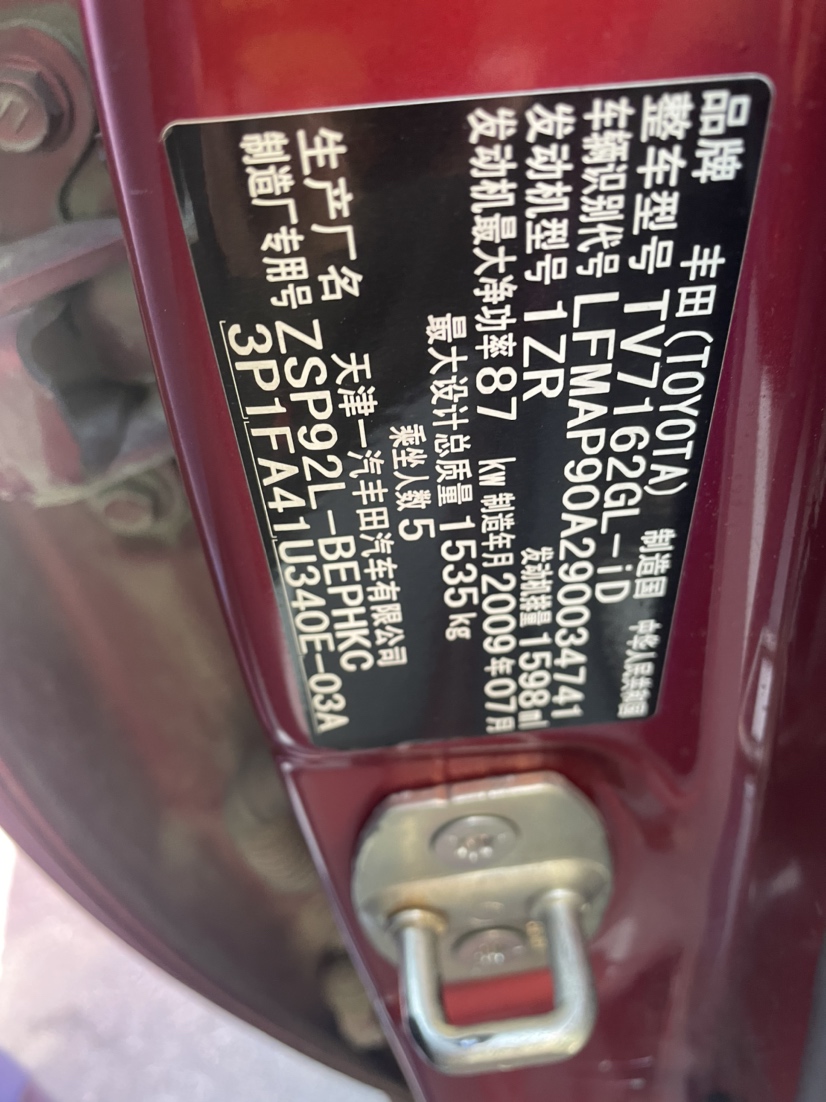 品牌 丰田(TOYOTA) 制造国 中华人民共和国
整车型号 TV7162GL-iD
车辆识别代号 LFMAP90A290034741
发动机型号 1ZR 发动机排量 1598ml
发动机最大净功率 87 kW 制造年月 2009年07月
最大设计总质量 1535kg
乘坐人数 5
生产厂名 天津一汽丰田汽车有限公司
制造厂专用号 ZSP92L-BEPHKC
3P1FA41U340E-03A